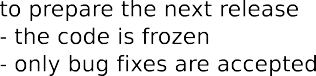 to prepare the next release
- the code is frozen
- only bug fixes are accepted